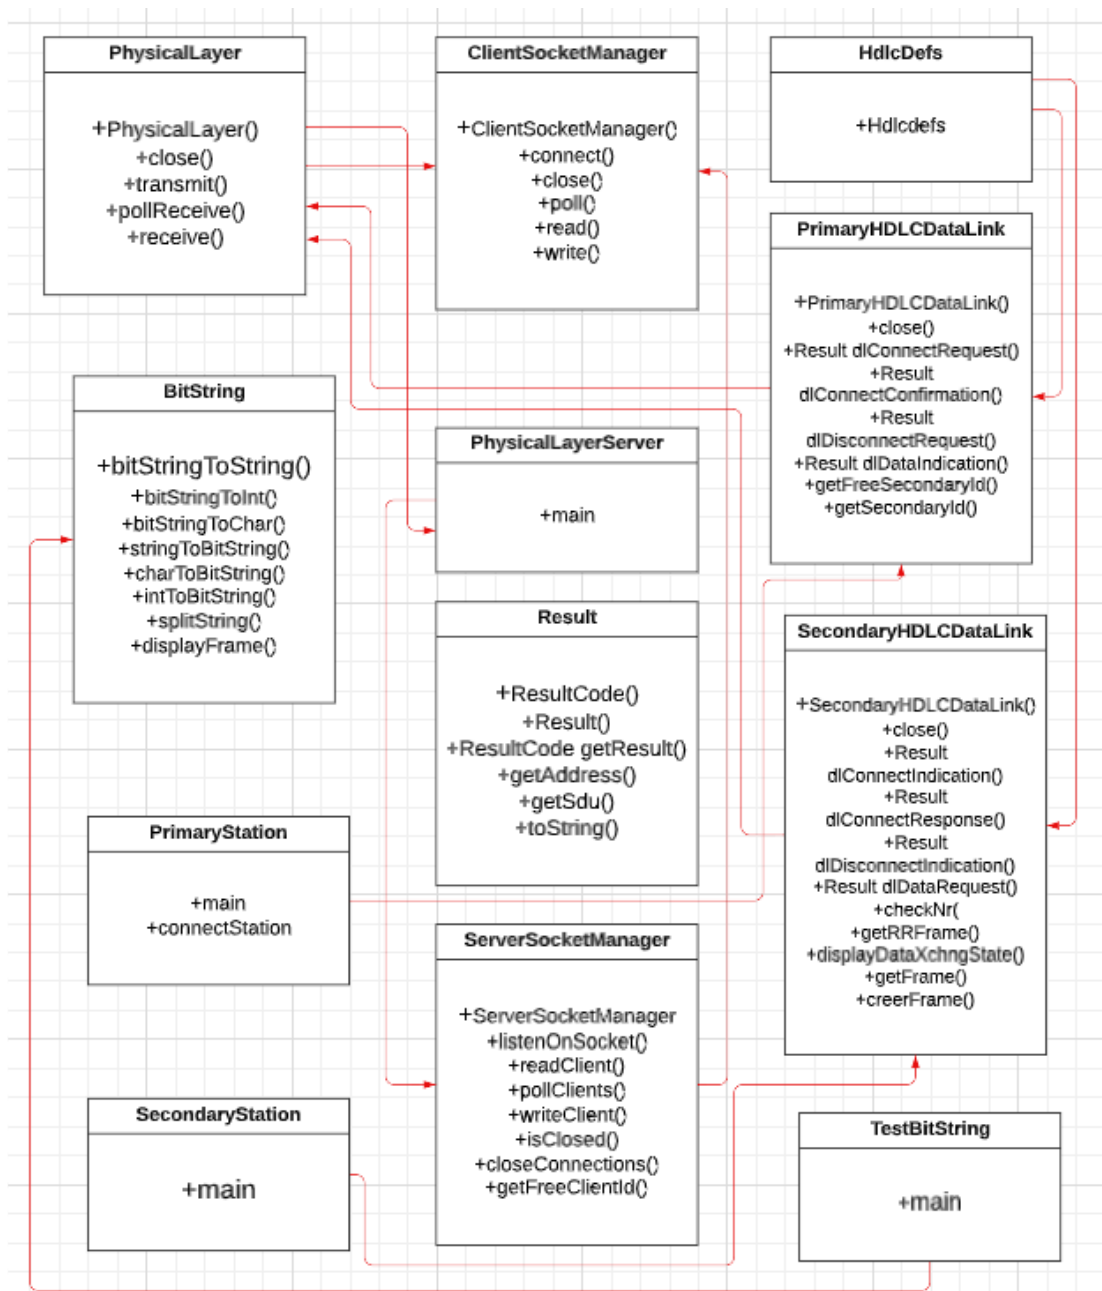 PhysicalLayer
+PhysicalLayer()
+close()
+transmit()
+pollReceive()
+receive()
ClientSocketManager
+ClientSocketManager()
+connect()
+close()
+poll()
+read()
+write()
HdlcDefs
+Hdlcdefs
PrimaryHDLCDataLink
+PrimaryHDLCDataLink()
+close()
+Result dlConnectRequest()
+Result
dlConnectConfirmation()
+Result
dlDisconnectRequest()
+Result dlDataIndication()
+getFreeSecondaryId()
+getSecondaryId()
BitString
+bitStringToString()
+bitStringToInt()
+bitStringToChar()
+stringToBitString()
+charToBitString()
+intToBitString()
+splitString()
+displayFrame()
PhysicalLayerServer
+main
Result
+ResultCode()
+Result()
+ResultCode getResult()
+getAddress()
+getSdu()
+toString()
SecondaryHDLCDataLink
+SecondaryHDLCDataLink()
+close()
+Result
dlConnectIndication()
+Result
dlConnectResponse()
+Result
dlDisconnectIndication()
+Result dlDataRequest()
+checkNr(
+getRRFrame()
+displayDataXchngState()
+getFrame()
+creerFrame()
PrimaryStation
+main
+connectStation
ServerSocketManager
+ServerSocketManager
+listenOnSocket()
+readClient()
+pollClients()
+writeClient()
+isClosed()
+closeConnections()
+getFreeClientId()
SecondaryStation
+main
TestBitString
+main